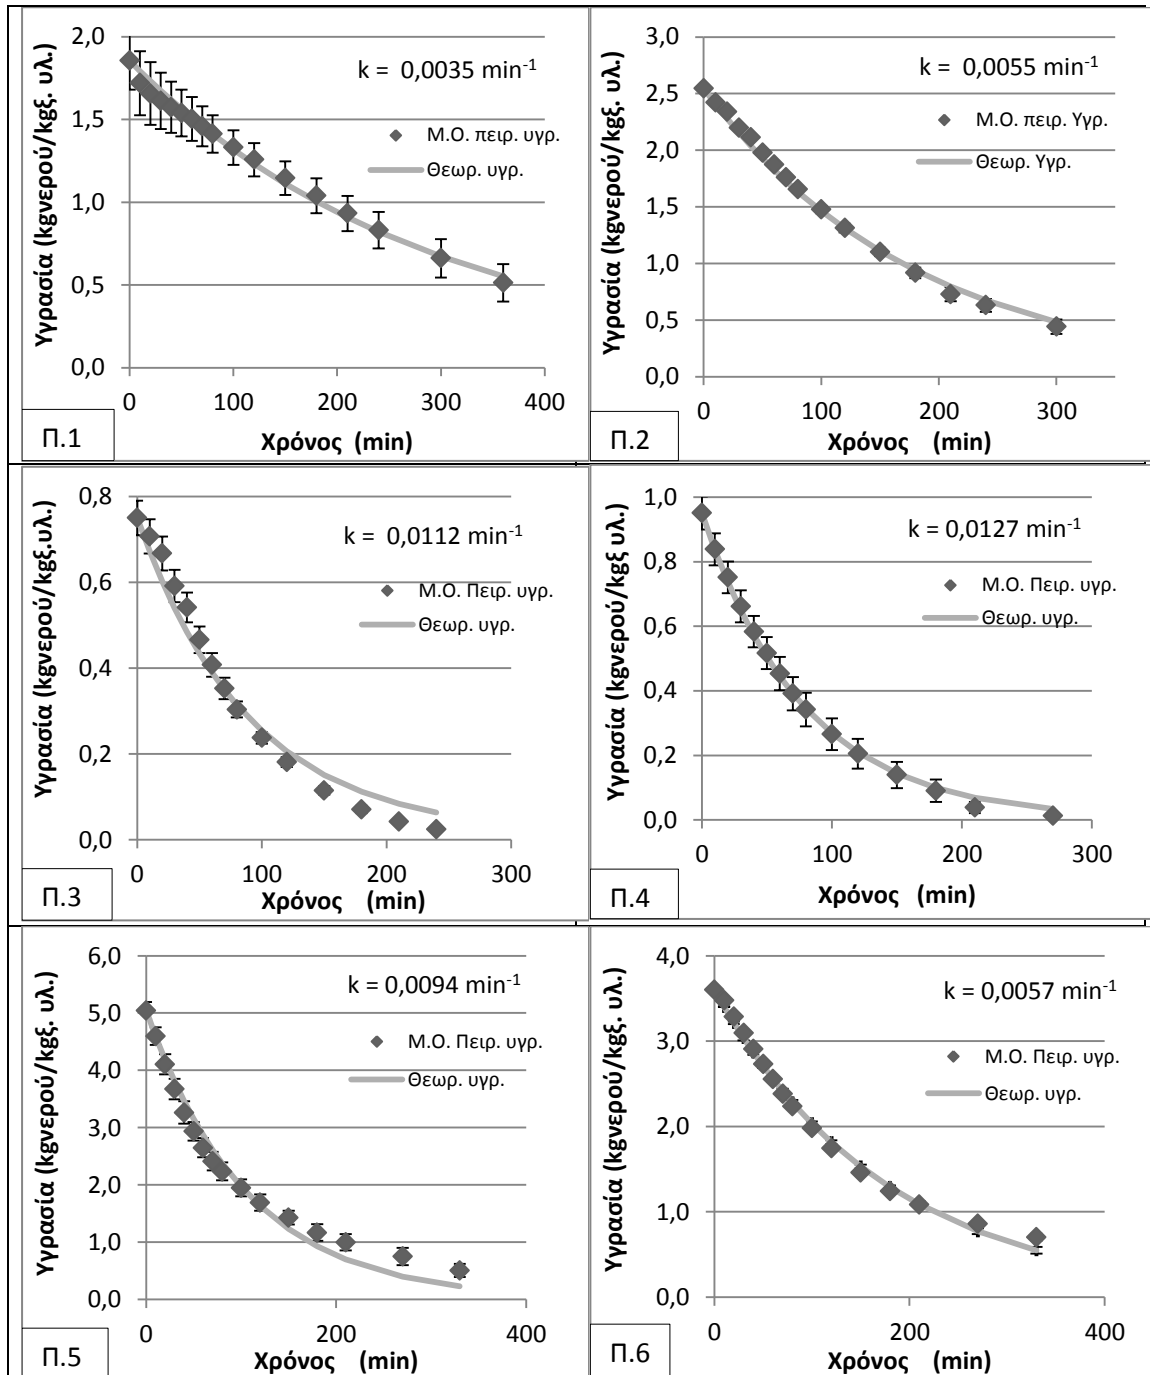 Υγρασία (kgνερού/kgξ. υλ.)
2,0
1,5
1,0
0,5
0,0
k = 0,0035 min-1
Μ.Ο. πειρ. υγρ.
Θεωρ. υγρ.
0 100 200 300 400
Χρόνος (min)
Π.1
Υγρασία (kgνερού/kgξ. υλ.)
3,0
2,5
2,0
1,5
1,0
0,5
0,0
k = 0,0055 min-1
Μ.Ο. πειρ. Υγρ.
Θεωρ. Υγρ.
0 100 200 300
Χρόνος (min)
Π.2
Υγρασία (kgνερού/kgξ.υλ.)
0,8
0,6
0,4
0,2
0,0
k = 0,0112 min-1
Μ.Ο. Πειρ. υγρ.
Θεωρ. υγρ.
0 100 200 300
Χρόνος (min)
Π.3
Υγρασία (kgνερού/kgξ υλ.)
1,0
0,8
0,6
0,4
0,2
0,0
k = 0,0127 min-1
Μ.Ο. Πειρ. υγρ.
Θεωρ. υγρ.
0 100 200 300
Χρόνος (min)
Π.4
Υγρασία (kgνερού/kgξ. υλ.)
6,0
5,0
4,0
3,0
2,0
1,0
0,0
k = 0,0094 min-1
Μ.Ο. Πειρ. υγρ.
Θεωρ. υγρ.
0 200 400
Χρόνος (min)
Π.5
Υγρασία (kgνερού/kgξ. υλ.)
4,0
3,0
2,0
1,0
0,0
k = 0,0057 min-1
Μ.Ο. Πειρ. υγρ.
Θεωρ. υγρ.
0 200 400
Χρόνος (min)
Π.6